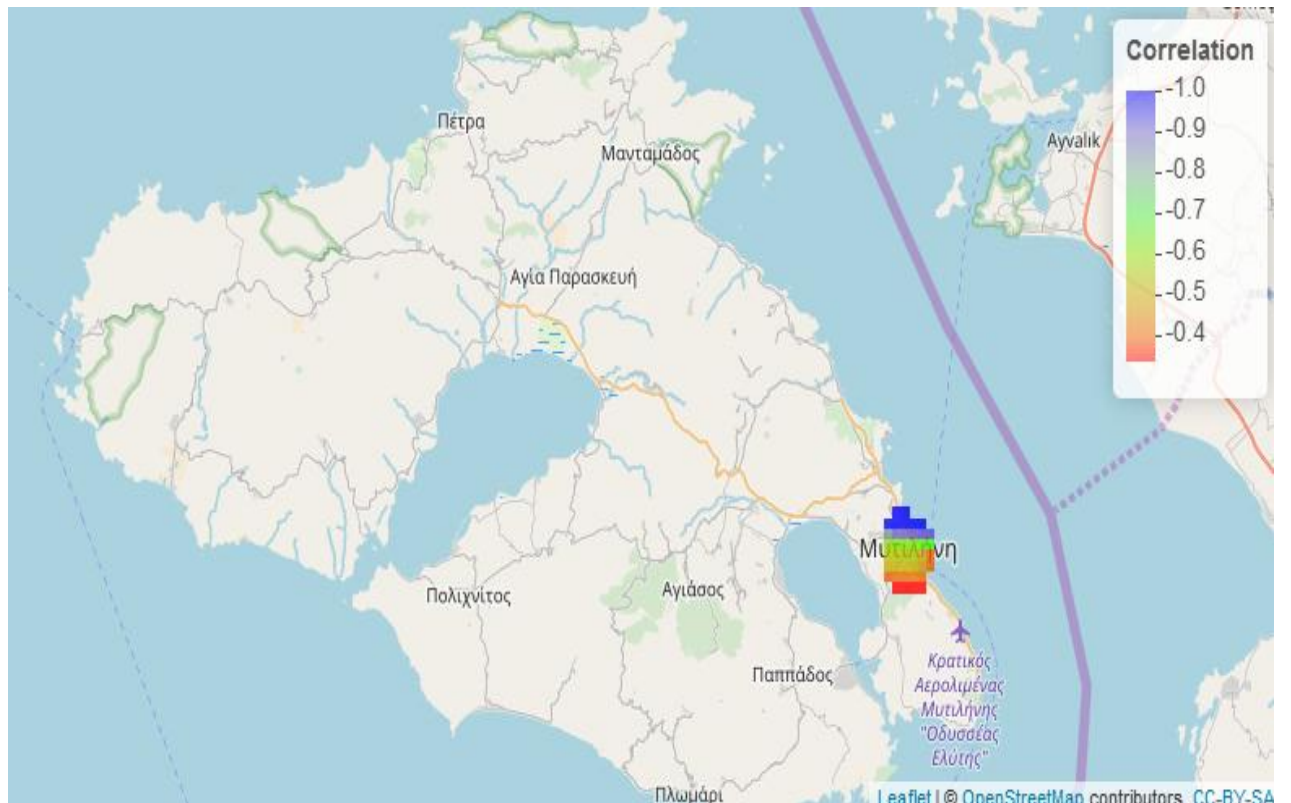 Correlation
-1.0
-0.9
-0.8
-0.7
-0.6
-0.5
-0.4
Πέτρα
Ayvalık
Μανταμάδος
Αγία Παρασκευή
Μυτιλήνη
Πολιχνίτος
Αγιάσος
Παππάδος
Κρατικός
Αερολιμένας
Μυτιλήνης
"Οδυσσέας
Ελύτης"
Πλωμάρι
Leaflet | © OpenStreetMap contributors, CC-BY-SA